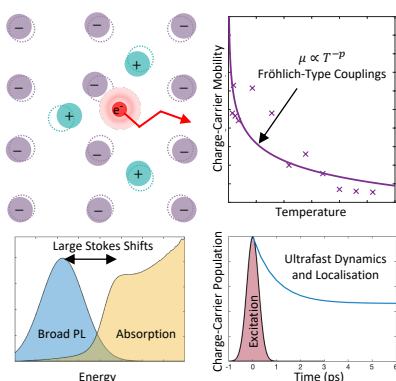 − − −
+
− −
e⁻
− + −
− − −
+
− − −
Charge-Carrier Mobility
μ ∝ T⁻ᵖ
Fröhlich-Type Couplings
Temperature
Large Stokes Shifts
Broad PL Absorption
Energy
Charge-Carrier Population
Excitation
Ultrafast Dynamics
and Localisation
-1 0 1 2 3 4 5 6
Time (ps)